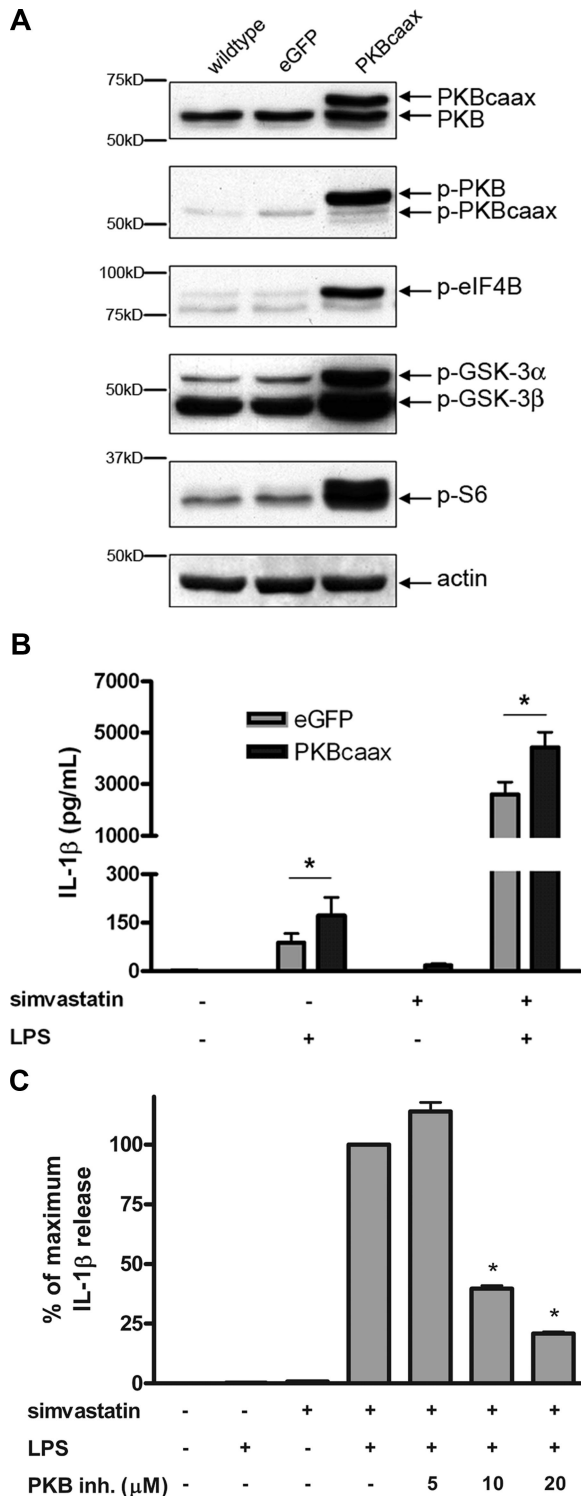 A
wildtype eGFP PKBcaax
75kD
PKBcaax
PKB
50kD
p-PKB
p-PKBcaax
50kD
100kD
p-eIF4B
75kD
p-GSK-3α
50kD
p-GSK-3β
37kD
p-S6
50kD
actin
B
7000
5000
3000
1000
300
150
0
IL-1β (pg/mL)
eGFP
PKBcaax
*
*
simvastatin - - + +
LPS - + - +
C
100
75
50
25
0
% of maximum
IL-1β release
*
*
simvastatin - - + + + + +
LPS - + - + + + +
PKB inh. (μM) - - - - 5 10 20